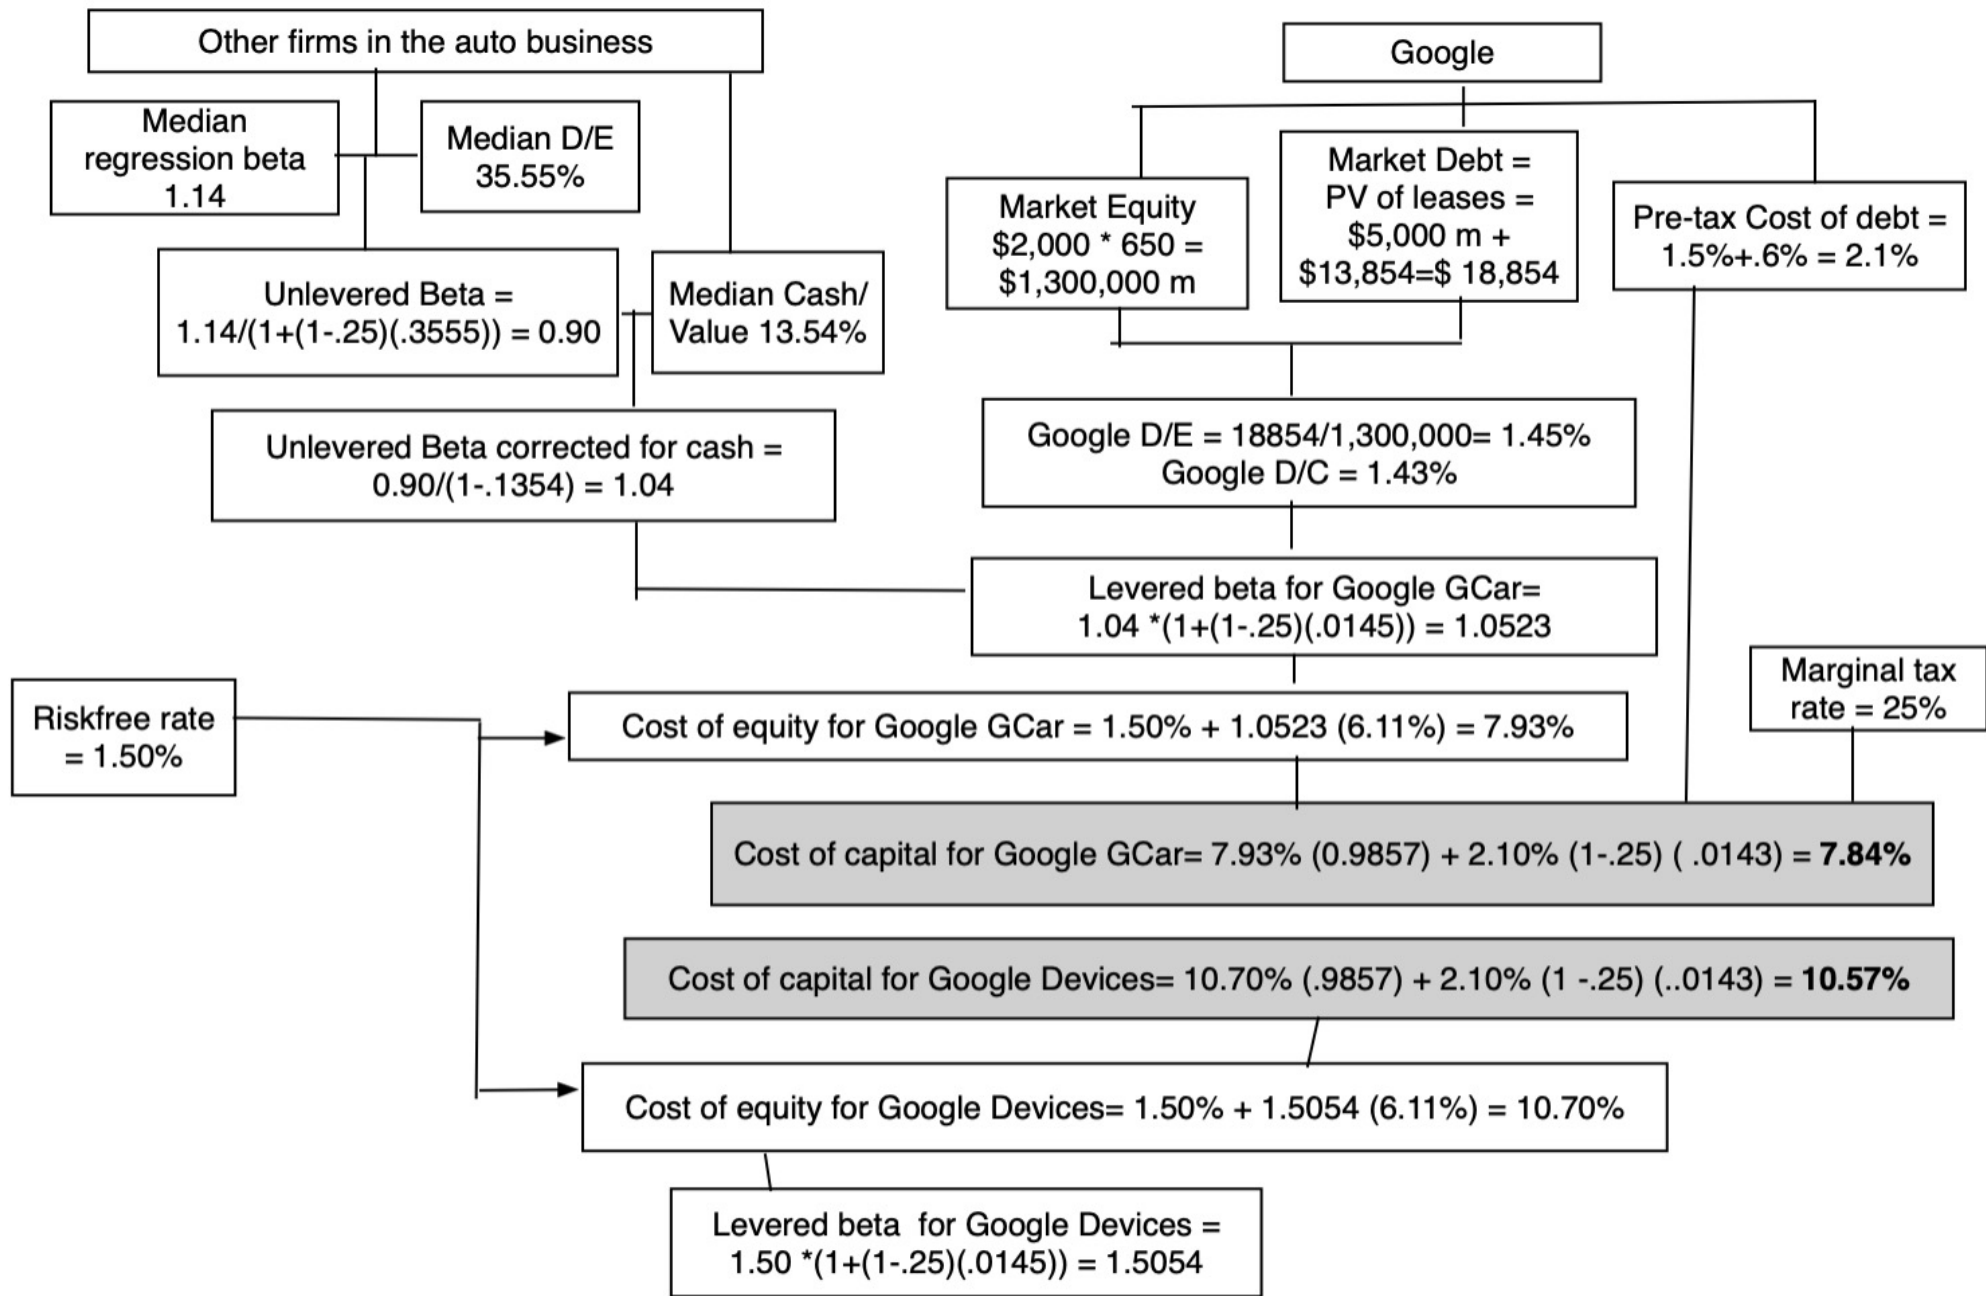 Other firms in the auto business
Median
regression beta
1.14
Median D/E
35.55%
Unlevered Beta =
1.14/(1+(1-.25)(.3555)) = 0.90
Median Cash/
Value 13.54%
Unlevered Beta corrected for cash =
0.90/(1-.1354) = 1.04
Google
Market Equity
$2,000 * 650 =
$1,300,000 m
Market Debt =
PV of leases =
$5,000 m +
$13,854=$ 18,854
Pre-tax Cost of debt =
1.5%+.6% = 2.1%
Google D/E = 18854/1,300,000= 1.45%
Google D/C = 1.43%
Levered beta for Google GCar=
1.04 *(1+(1-.25)(.0145)) = 1.0523
Marginal tax
rate = 25%
Riskfree rate
= 1.50%
Cost of equity for Google GCar = 1.50% + 1.0523 (6.11%) = 7.93%
Cost of capital for Google GCar= 7.93% (0.9857) + 2.10% (1-.25) ( .0143) = 7.84%
Cost of capital for Google Devices= 10.70% (.9857) + 2.10% (1 -.25) (..0143) = 10.57%
Cost of equity for Google Devices= 1.50% + 1.5054 (6.11%) = 10.70%
Levered beta  for Google Devices =
1.50 *(1+(1-.25)(.0145)) = 1.5054